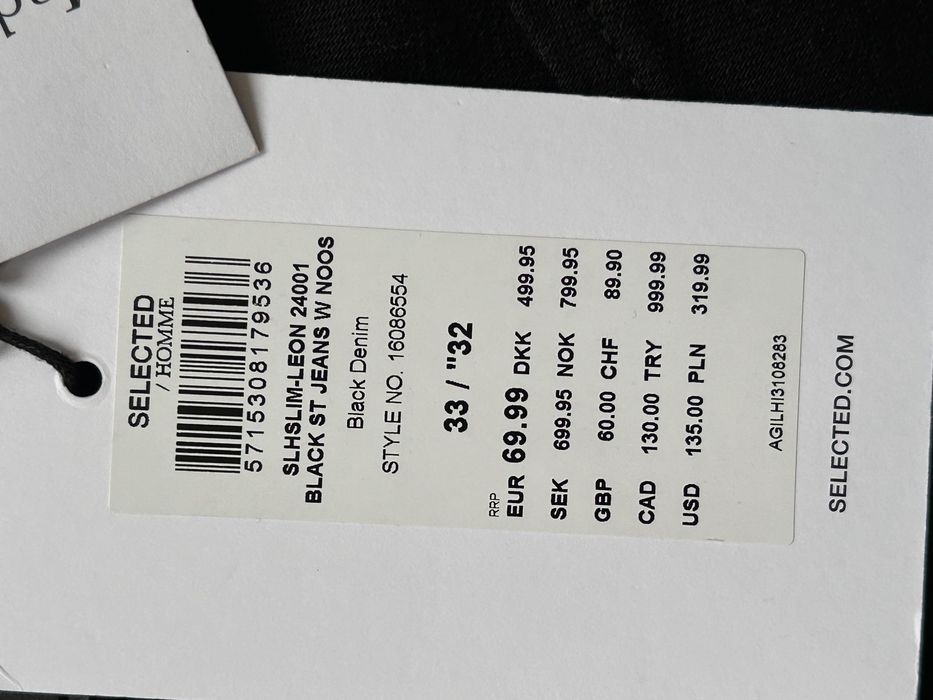 SELECTED
/ HOMME
5715308179536
SLHSLIM-LEON 24001
BLACK ST JEANS W NOOS
Black Denim
STYLE NO. 16086554
33 / "32
RRP
EUR 69.99 DKK 499.95
SEK 699.95 NOK 799.95
GBP 60.00 CHF 89.90
CAD 130.00 TRY 999.99
USD 135.00 PLN 319.99
AGILHI3108283
SELECTED.COM